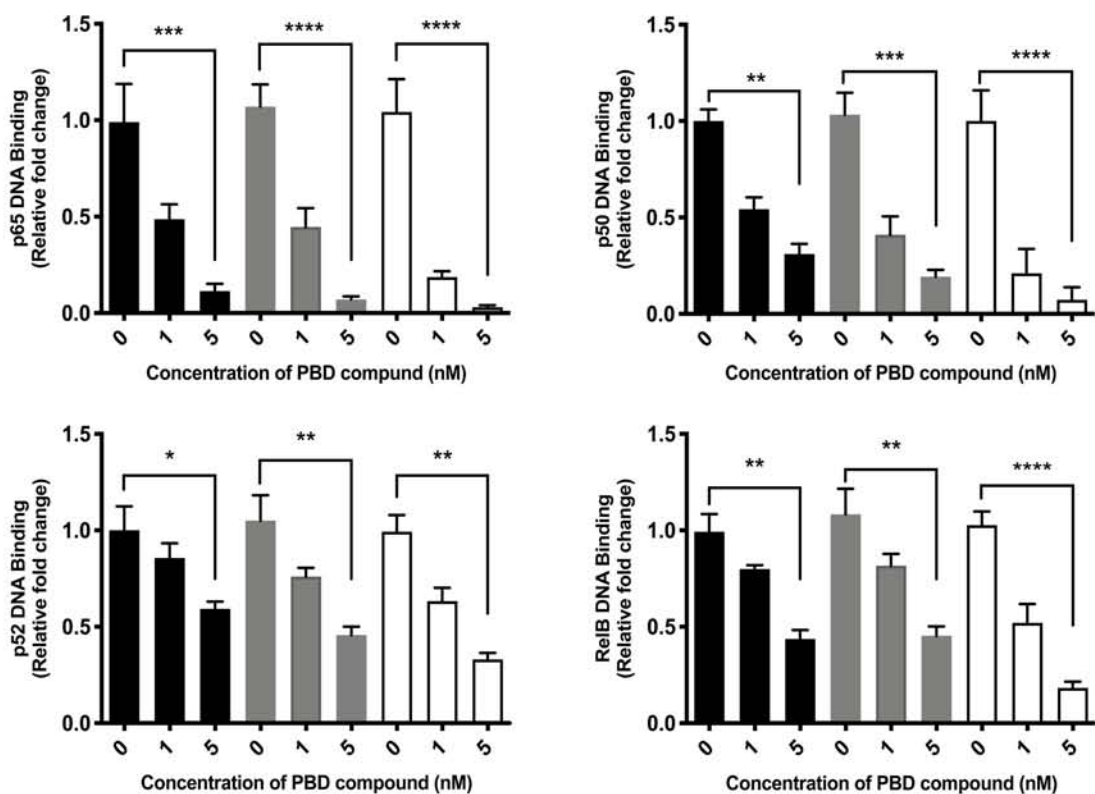 p65 DNA Binding
(Relative fold change)
1.5
1.0
0.5
0.0
*** **** ****
0 1 5 0 1 5 0 1 5
Concentration of PBD compund (nM)
p50 DNA Binding
(Relative fold change)
1.5
1.0
0.5
0.0
** *** ****
0 1 5 0 1 5 0 1 5
Concentration of PBD compund (nM)
p52 DNA Binding
(Relative fold change)
1.5
1.0
0.5
0.0
* ** **
0 1 5 0 1 5 0 1 5
Concentration of PBD compound (nM)
RelB DNA Binding
(Relative fold change)
1.5
1.0
0.5
0.0
** ** ****
0 1 5 0 1 5 0 1 5
Concentration of PBD compound (nM)